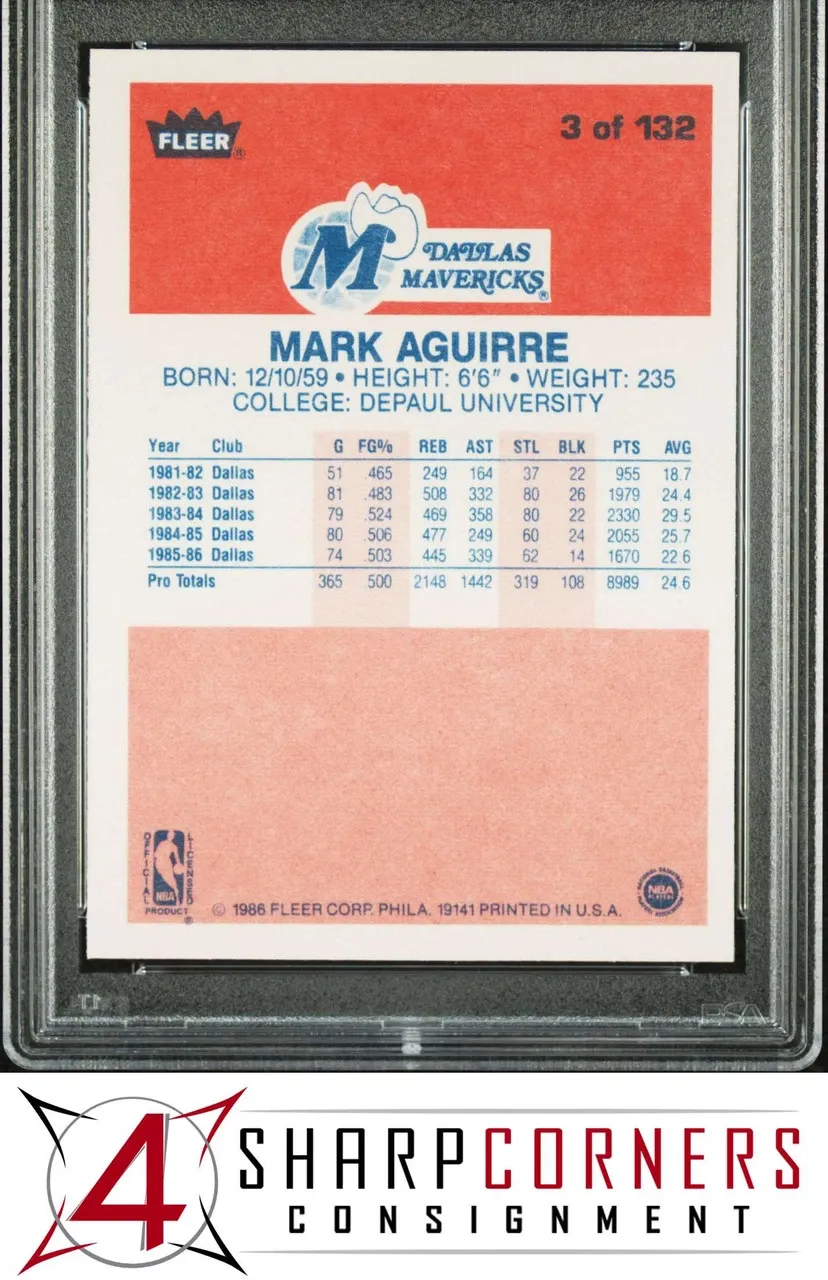 FLEER®
3 of 132
M DALLAS
MAVERICKS®
MARK AGUIRRE
BORN: 12/10/59 • HEIGHT: 6'6" • WEIGHT: 235
COLLEGE: DEPAUL UNIVERSITY
Year Club G FG% REB AST STL BLK PTS AVG
1981-82 Dallas 51 .465 249 164 37 22 955 18.7
1982-83 Dallas 81 .483 508 332 80 26 1979 24.4
1983-84 Dallas 79 .524 469 358 80 22 2330 29.5
1984-85 Dallas 80 .506 477 249 60 24 2055 25.7
1985-86 Dallas 74 .503 445 339 62 14 1670 22.6
Pro Totals 365 .500 2148 1442 319 108 8989 24.6
OFFICIAL LICENSED
NBA
PRODUCT ®
© 1986 FLEER CORP. PHILA. 19141 PRINTED IN U.S.A.
NATIONAL BASKETBALL
NBA
PLAYERS
PLAYERS ASSOCIATION
PSA
4 SHARPCORNERS
CONSIGNMENT